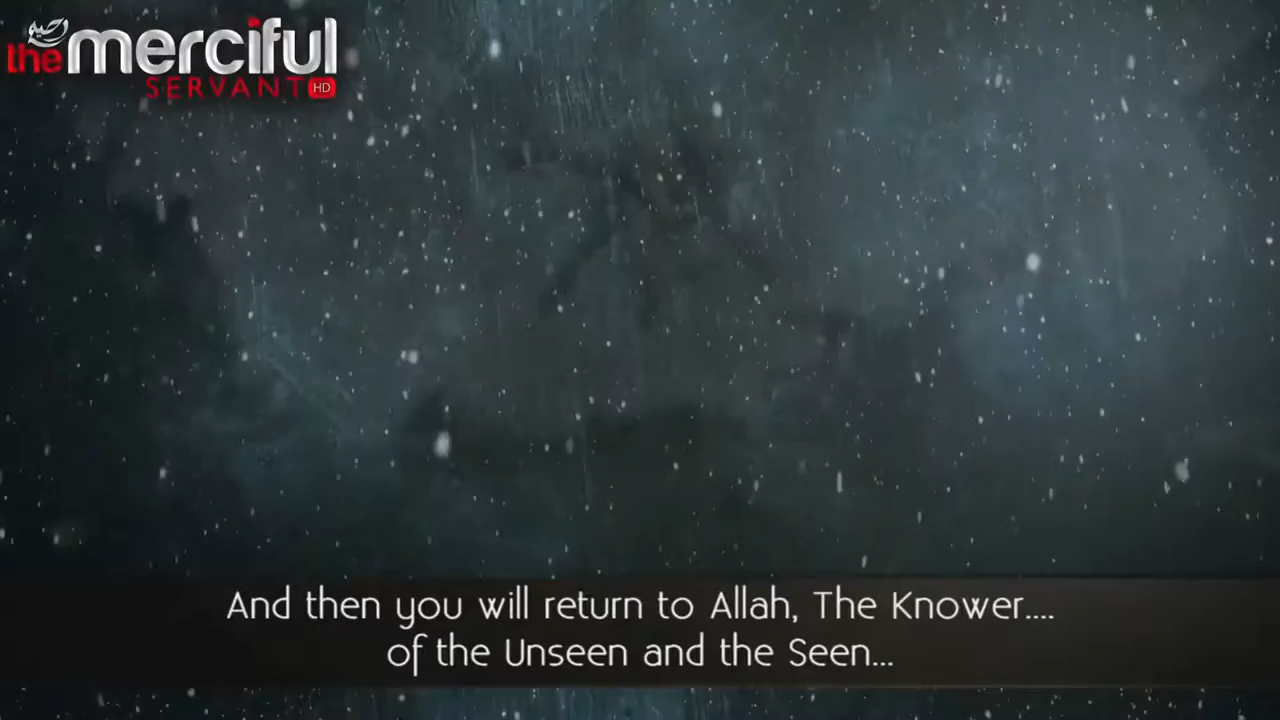 the merciful
SERVANT HD
And then you will return to Allah, The Knower....
of the Unseen and the Seen...